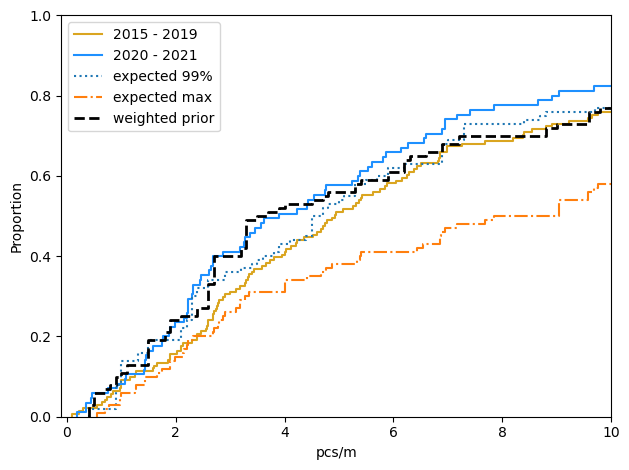 2015 - 2019
2020 - 2021
expected 99%
expected max
weighted prior
Proportion
1.0
0.8
0.6
0.4
0.2
0.0
0 2 4 6 8 10
pcs/m